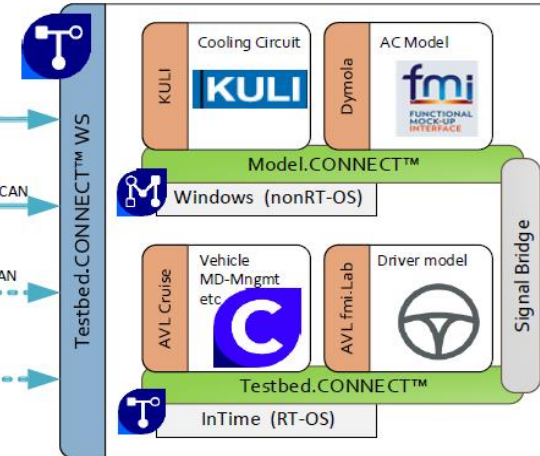 CAN
AN
Testbed.CONNECT™ WS
KULI
Cooling Circuit
KULI
Dymola
AC Model
fmi
FUNCTIONAL
MOCK-UP
INTERFACE
Model.CONNECT™
Windows (nonRT-OS)
Signal Bridge
AVL Cruise
Vehicle
MD-Mngmt
etc
C
AVL fmi.Lab
Driver model
Testbed.CONNECT™
InTime (RT-OS)